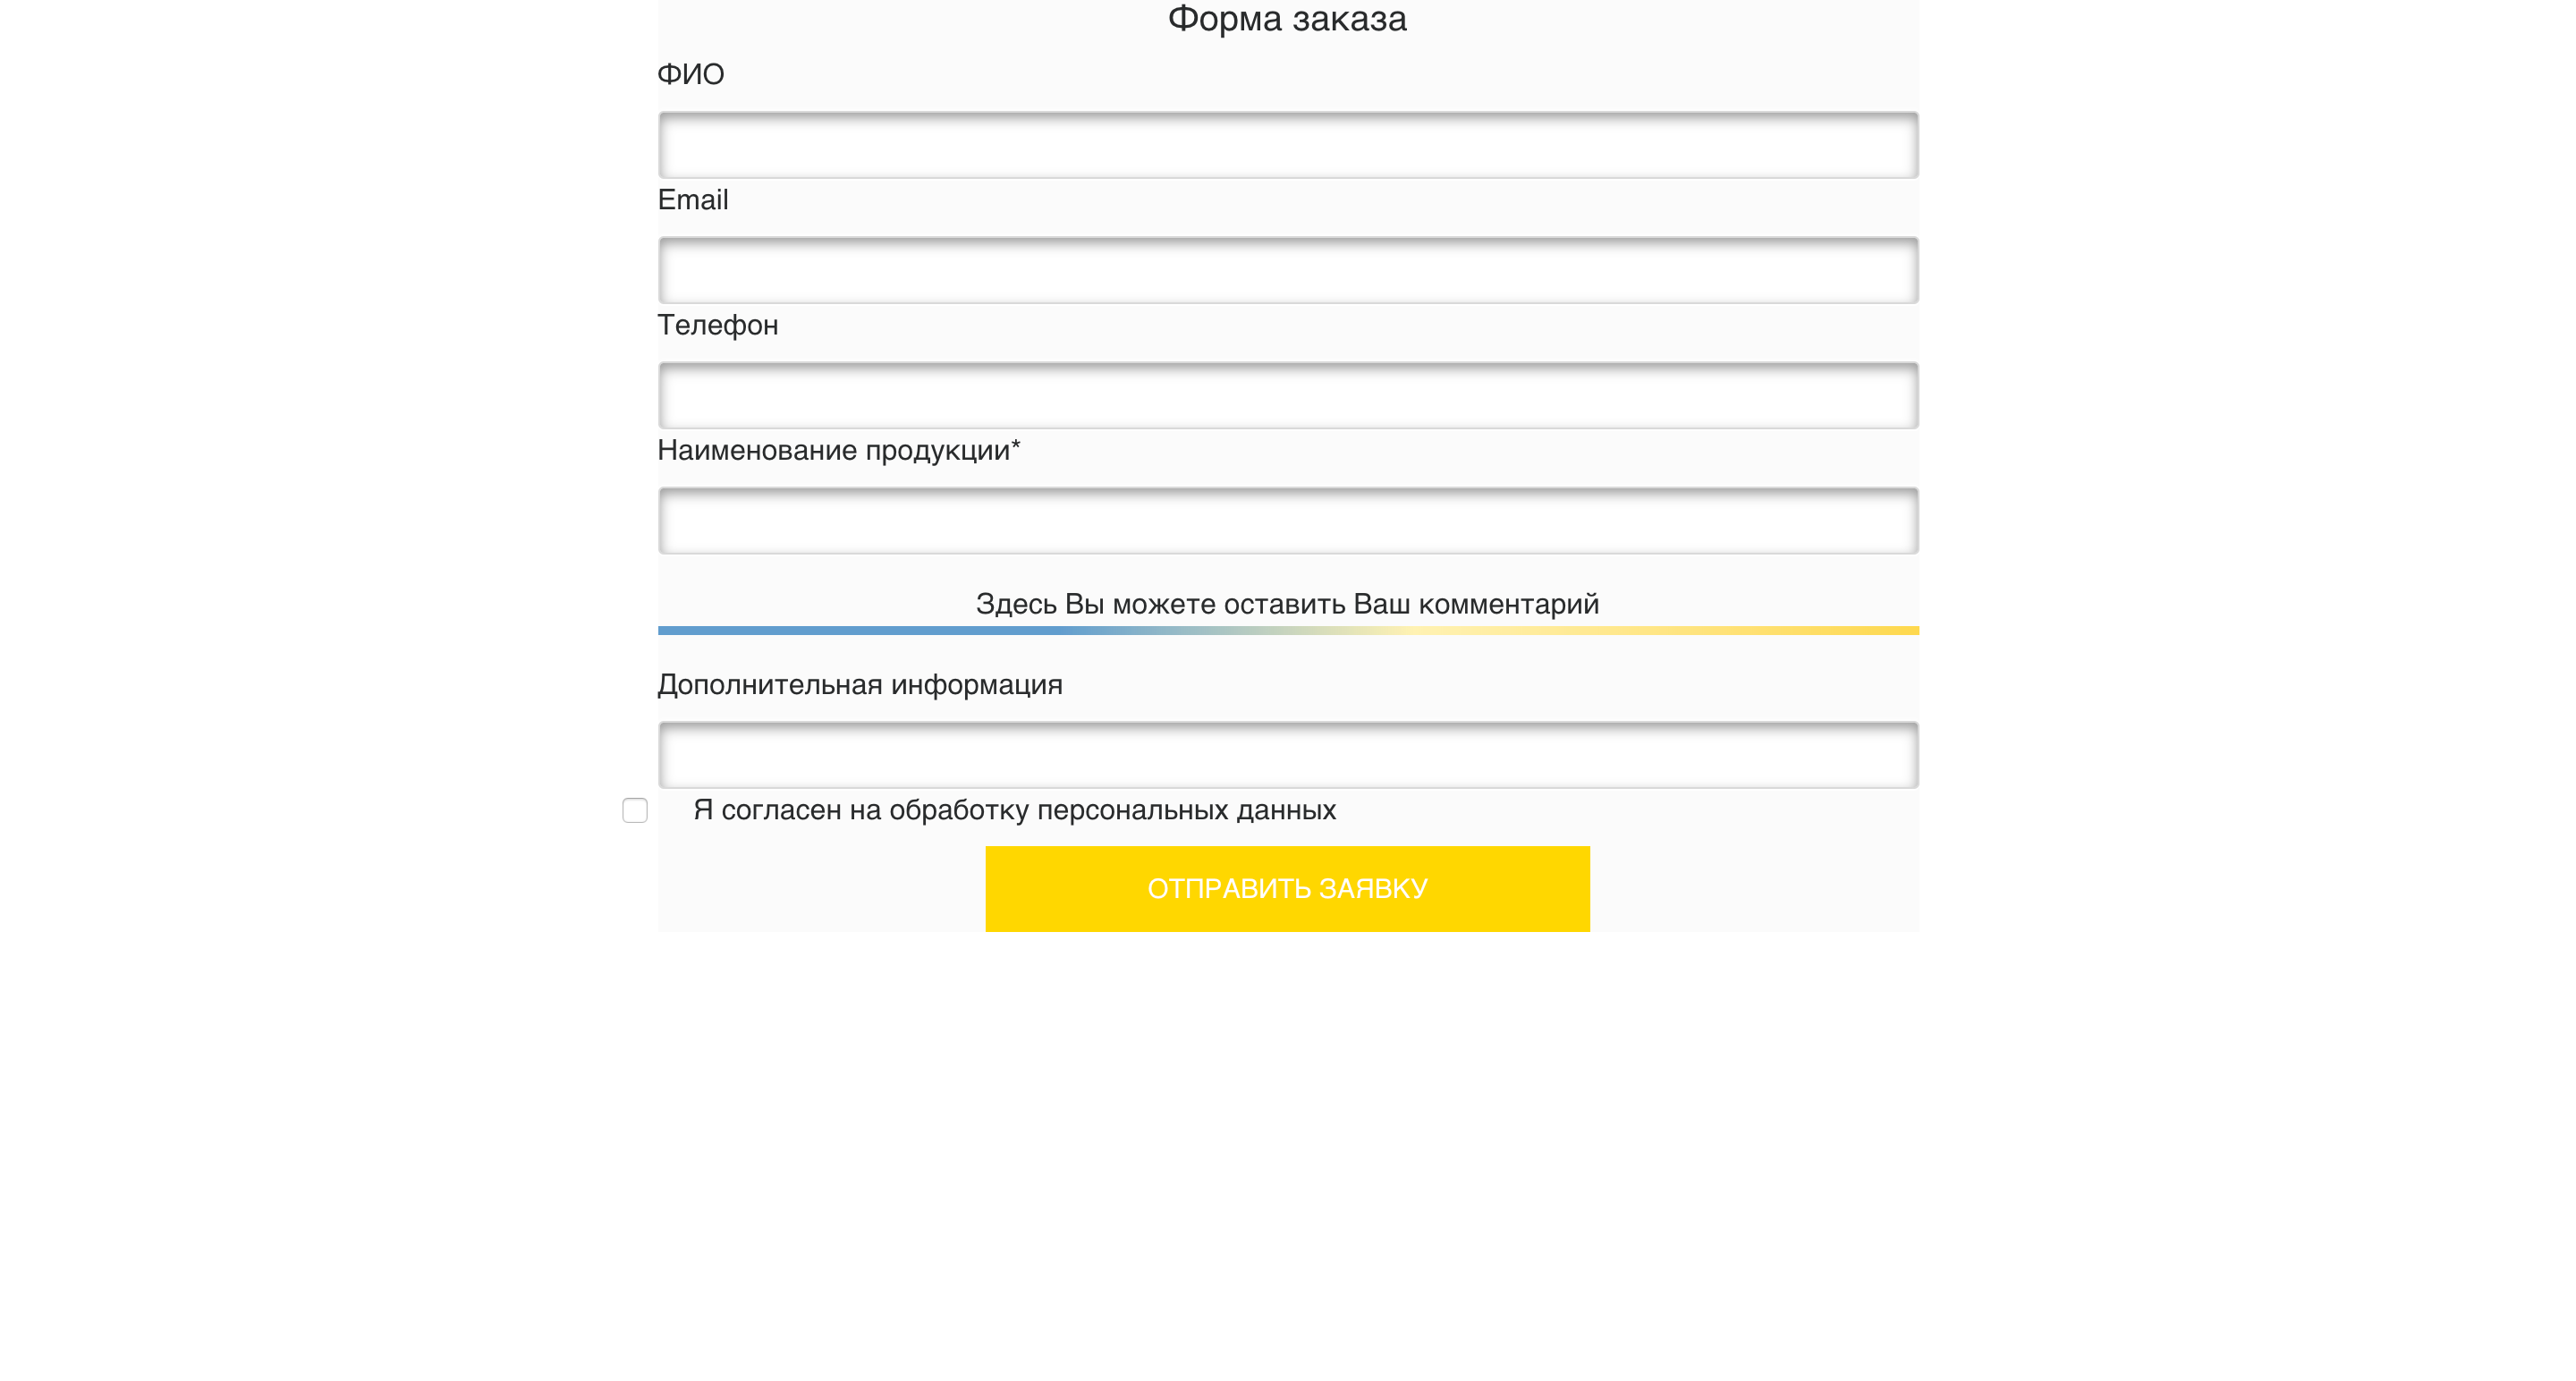 Форма заказа
ФИО
Email
Телефон
Наименование продукции*
Здесь Вы можете оставить Ваш комментарий
Дополнительная информация
Я согласен на обработку персональных данных
ОТПРАВИТЬ ЗАЯВКУ